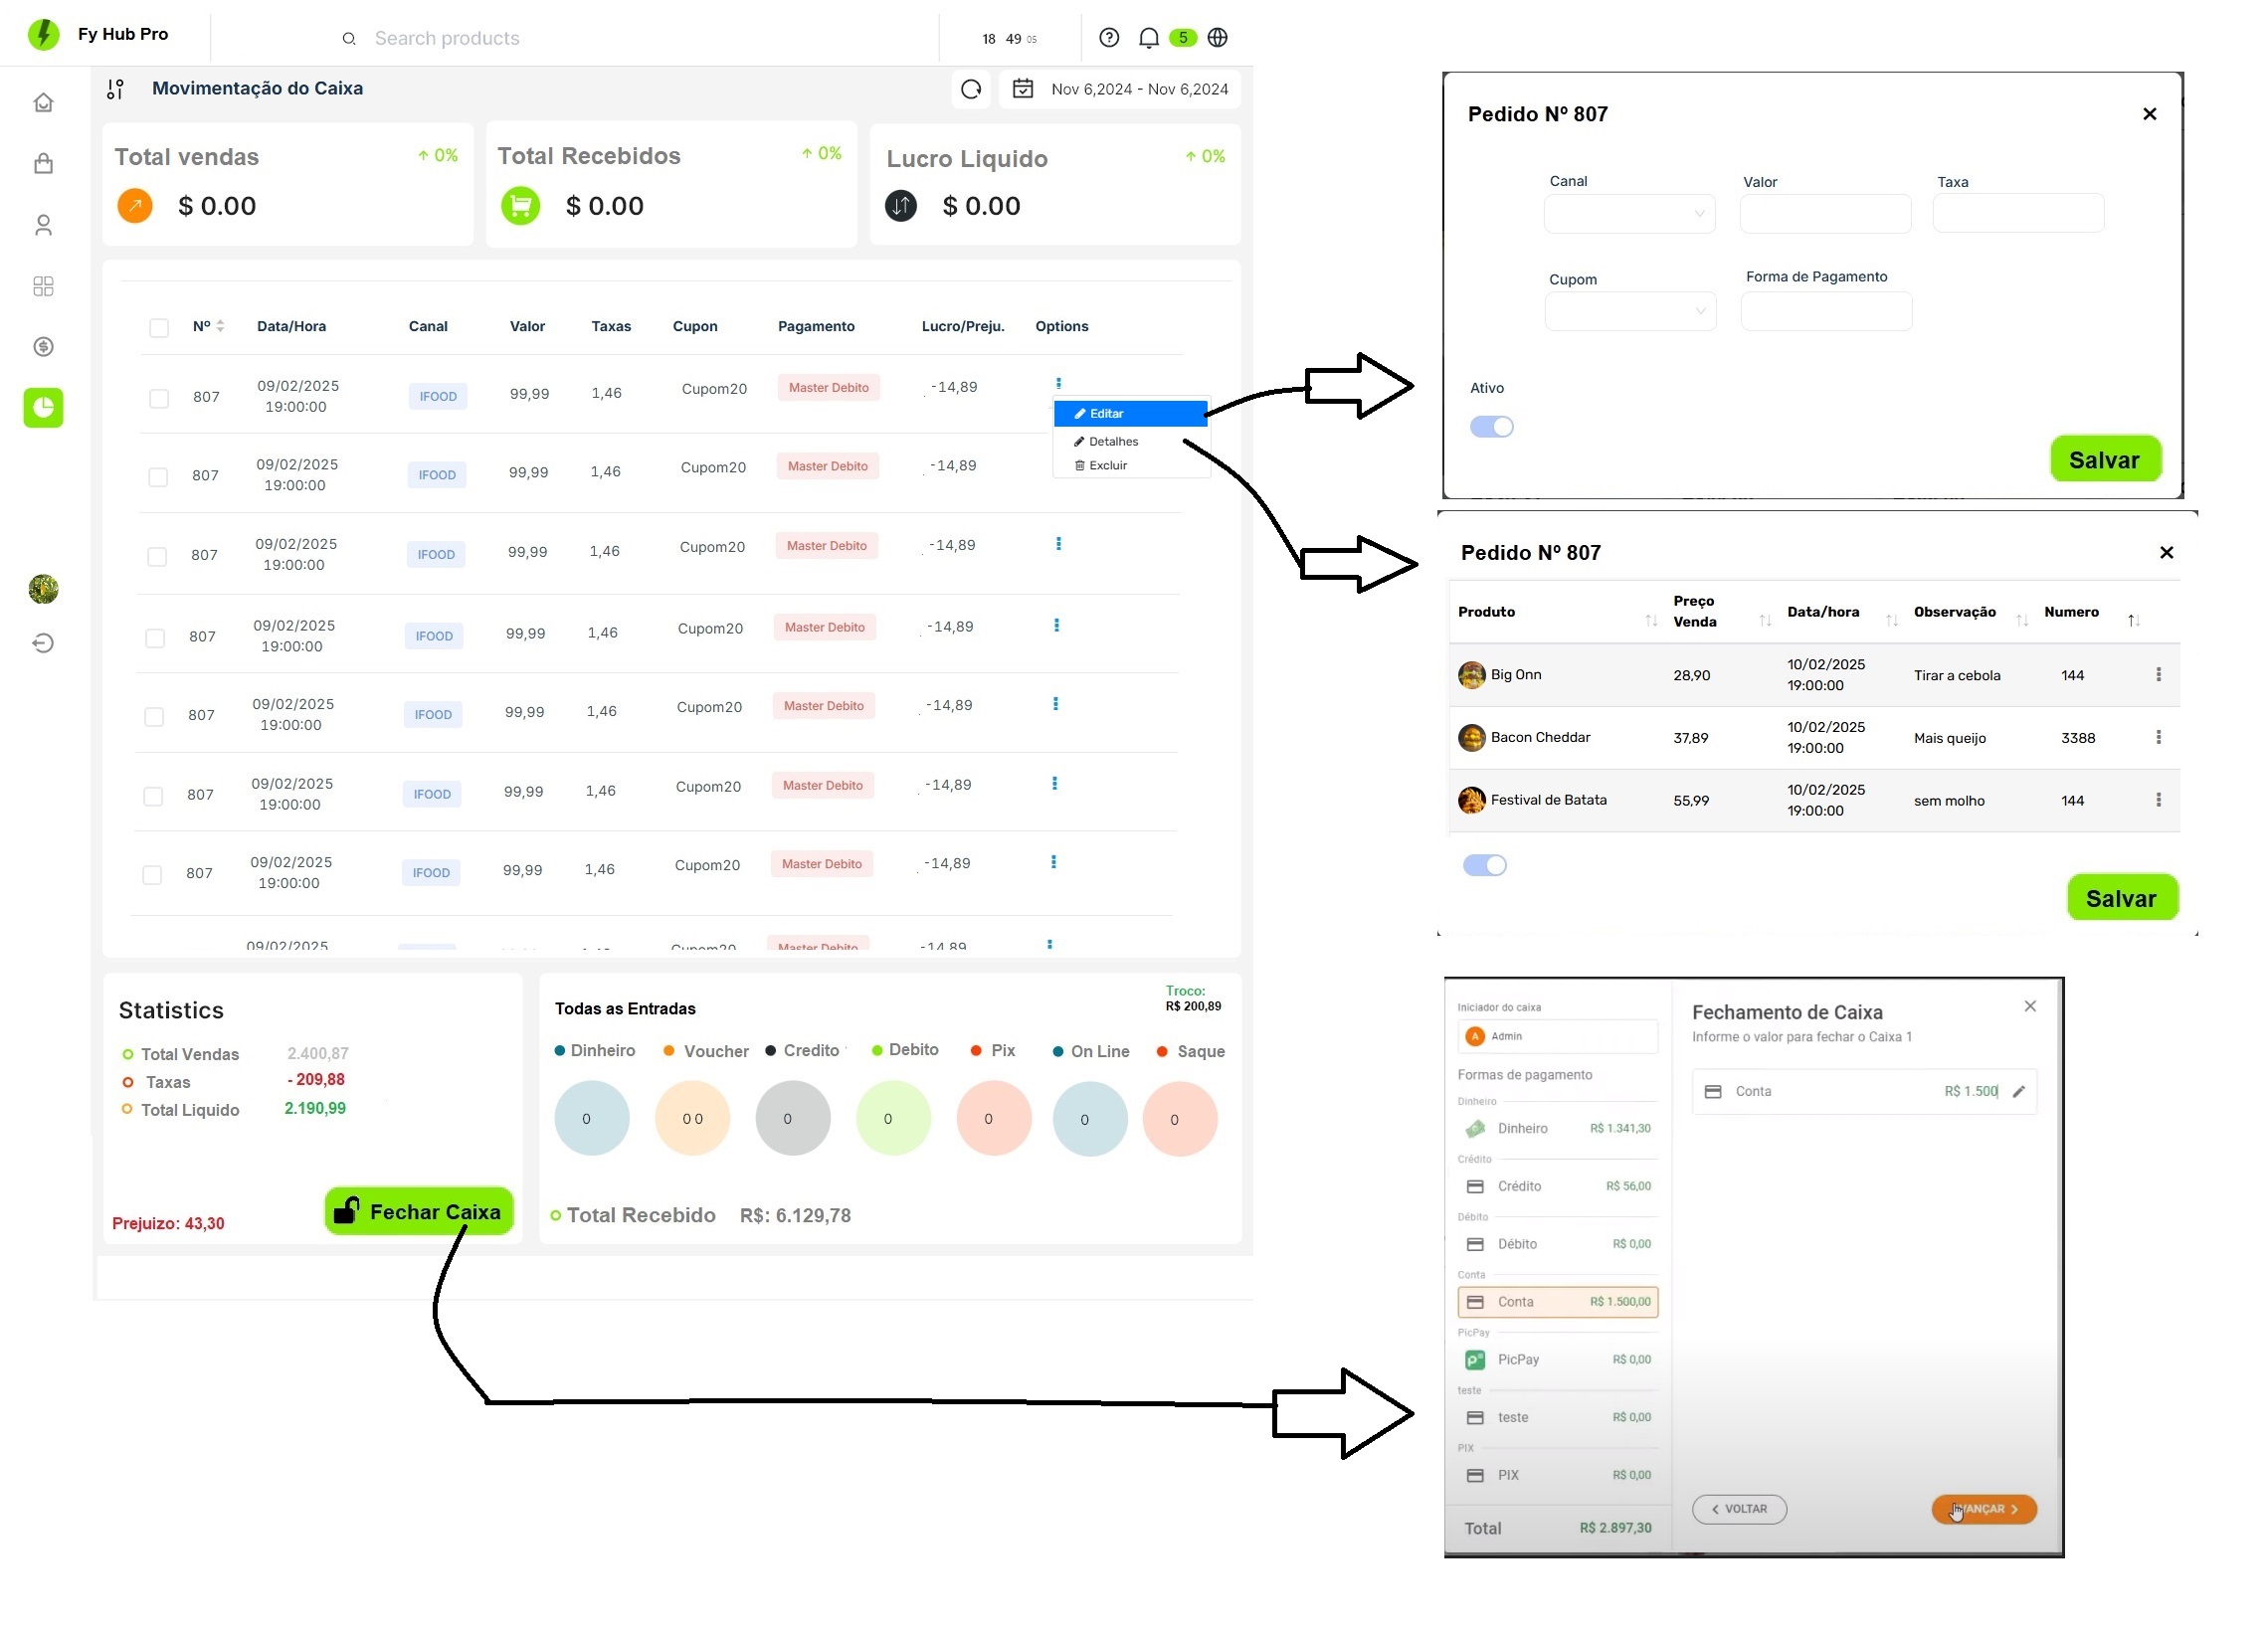 Fy Hub Pro
Search products
18 49 05
5
Movimentação do Caixa
Nov 6,2024 - Nov 6,2024
Total vendas
0%
$ 0.00
Total Recebidos
0%
$ 0.00
Lucro Liquido
0%
$ 0.00
Nº Data/Hora Canal Valor Taxas Cupon Pagamento Lucro/Preju. Options
807 09/02/2025 19:00:00 IFOOD 99,99 1,46 Cupom20 Master Debito -14,89
Editar
Detalhes
Excluir
807 09/02/2025 19:00:00 IFOOD 99,99 1,46 Cupom20 Master Debito -14,89
807 09/02/2025 19:00:00 IFOOD 99,99 1,46 Cupom20 Master Debito -14,89
807 09/02/2025 19:00:00 IFOOD 99,99 1,46 Cupom20 Master Debito -14,89
807 09/02/2025 19:00:00 IFOOD 99,99 1,46 Cupom20 Master Debito -14,89
807 09/02/2025 19:00:00 IFOOD 99,99 1,46 Cupom20 Master Debito -14,89
807 09/02/2025 19:00:00 IFOOD 99,99 1,46 Cupom20 Master Debito -14,89
09/02/2025 Cupom20 Master Debito -14,89
Statistics
Total Vendas 2.400,87
Taxas - 209,88
Total Liquido 2.190,99
Prejuizo: 43,30
Fechar Caixa
Todas as Entradas
Troco:
R$ 200,89
Dinheiro Voucher Credito Debito Pix On Line Saque
0 0 0 0 0 0 0 0
Total Recebido R$: 6.129,78
Pedido Nº 807
Canal Valor Taxa
Cupom Forma de Pagamento
Ativo
Salvar
Pedido Nº 807
Produto Preço Venda Data/hora Observação Numero
Big Onn 28,90 10/02/2025 19:00:00 Tirar a cebola 144
Bacon Cheddar 37,89 10/02/2025 19:00:00 Mais queijo 3388
Festival de Batata 55,99 10/02/2025 19:00:00 sem molho 144
Salvar
Iniciador do caixa
A Admin
Formas de pagamento
Dinheiro
Dinheiro R$ 1.341,30
Crédito
Crédito R$ 56,00
Débito
Débito R$ 0,00
Conta
Conta R$ 1.500,00
PicPay
PicPay R$ 0,00
teste
teste R$ 0,00
PIX
PIX R$ 0,00
Total R$ 2.897,30
Fechamento de Caixa
Informe o valor para fechar o Caixa 1
Conta R$ 1.500
VOLTAR